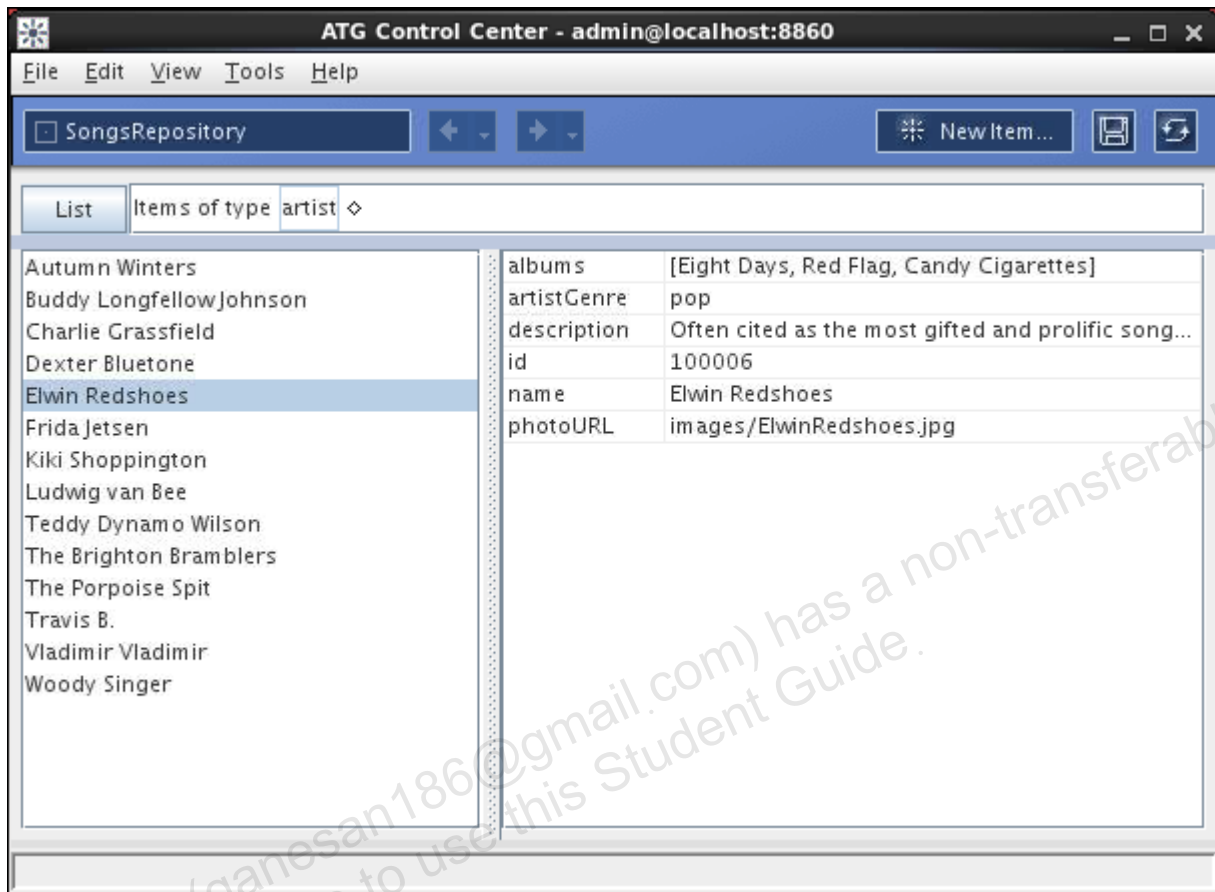 ATG Control Center - admin@localhost:8860
File Edit View Tools Help
SongsRepository New Item...
List Items of type artist
Autumn Winters
Buddy Longfellow Johnson
Charlie Grassfield
Dexter Bluetone
Elwin Redshoes
Frida Jetsen
Kiki Shoppington
Ludwig van Bee
Teddy Dynamo Wilson
The Brighton Bramblers
The Porpoise Spit
Travis B.
Vladimir Vladimir
Woody Singer
albums [Eight Days, Red Flag, Candy Cigarettes]
artistGenre pop
description Often cited as the most gifted and prolific song...
id 100006
name Elwin Redshoes
photoURL images/ElwinRedshoes.jpg
(ganesan186@gmail.com) has a non-transferabl
to use this Student Guide.